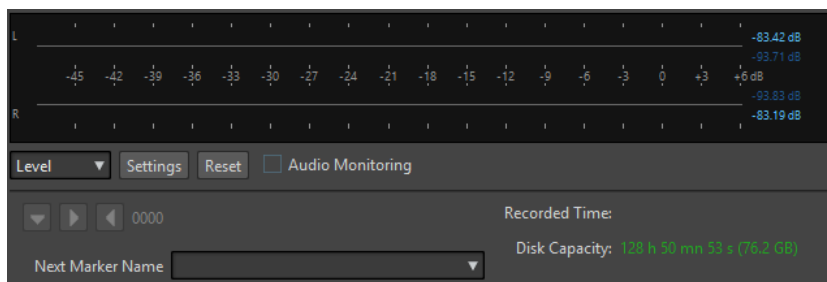 L
-83.42 dB
-93.71 dB
-45 -42 -39 -36 -33 -30 -27 -24 -21 -18 -15 -12 -9 -6 -3 0 +3 +6 dB
-93.83 dB
R
-83.19 dB
Level Settings Reset Audio Monitoring
0000
Recorded Time:
Disk Capacity: 128 h 50 mn 53 s (76.2 GB)
Next Marker Name